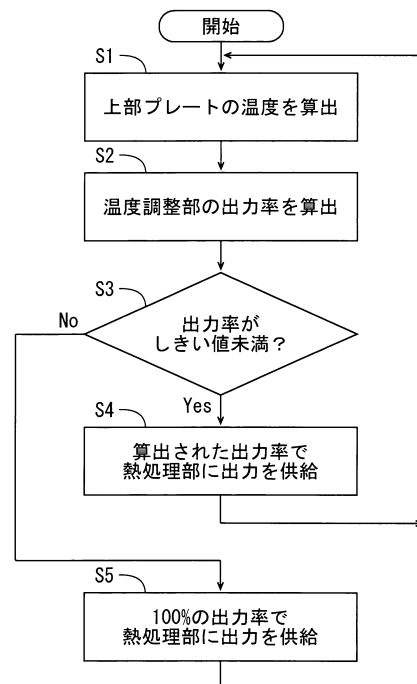 開始
S1
上部プレートの温度を算出
S2
温度調整部の出力率を算出
S3
出力率が
しきい値未満？
No
Yes
S4
算出された出力率で
熱処理部に出力を供給
S5
100%の出力率で
熱処理部に出力を供給